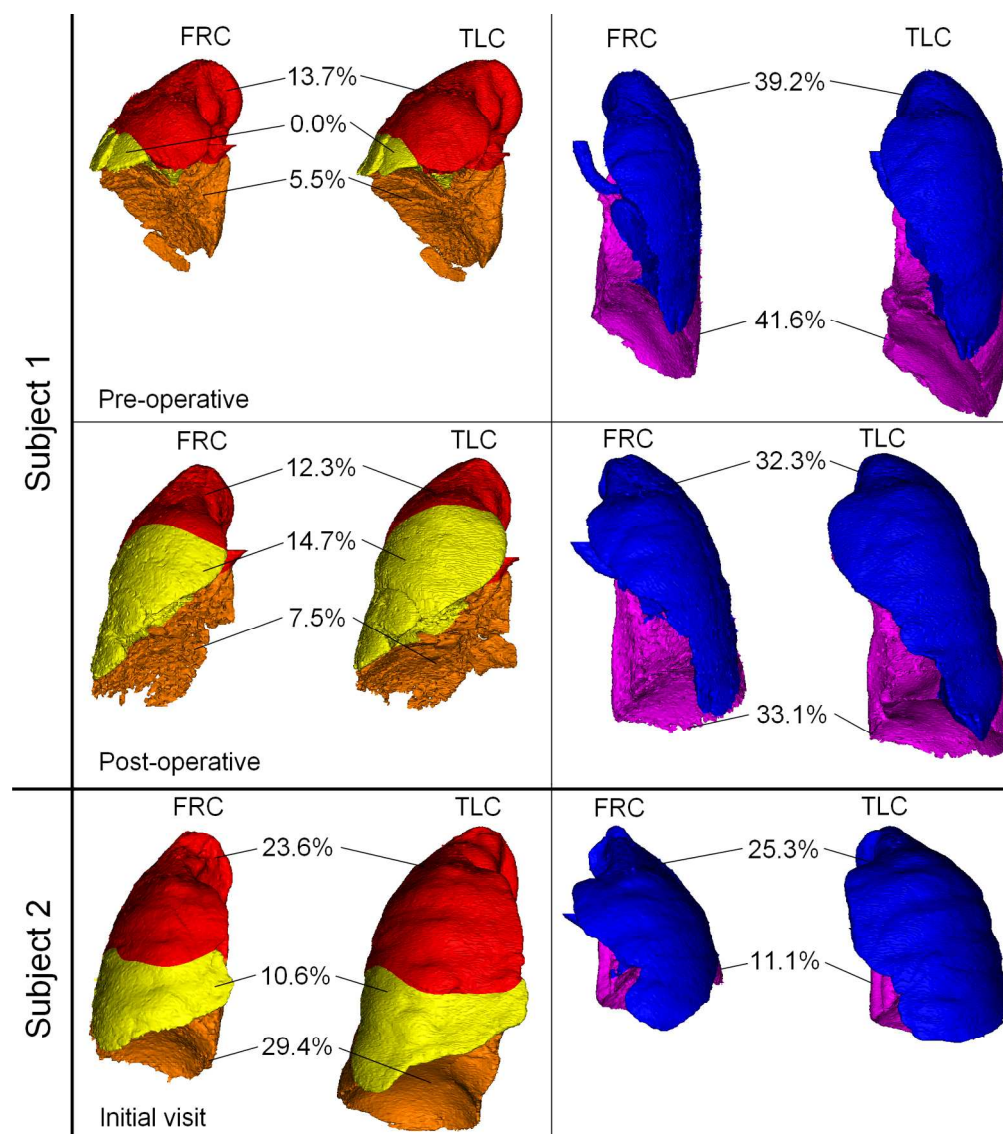 Subject 1
FRC TLC FRC TLC
13.7% 39.2%
0.0%
5.5%
41.6%
Pre-operative
FRC TLC FRC TLC
12.3% 32.3%
14.7%
7.5%
33.1%
Post-operative
Subject 2
FRC TLC FRC TLC
23.6% 25.3%
10.6% 11.1%
29.4%
Initial visit